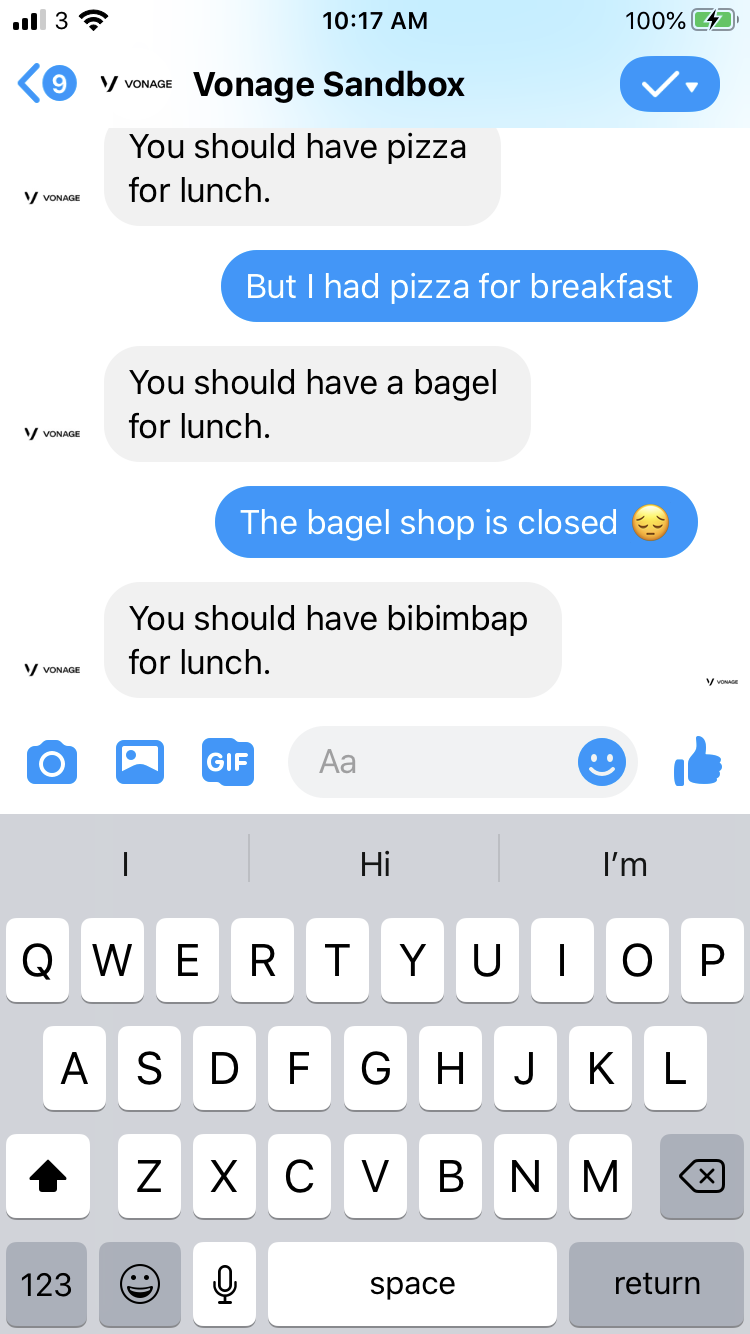 3 10:17 AM 100%
9 VONAGE Vonage Sandbox
You should have pizza
for lunch.
VONAGE
But I had pizza for breakfast
You should have a bagel
for lunch.
VONAGE
The bagel shop is closed 😔
You should have bibimbap
for lunch.
VONAGE
VONAGE
GIF Aa
I Hi I’m
Q W E R T Y U I O P
A S D F G H J K L
Z X C V B N M
123 space return